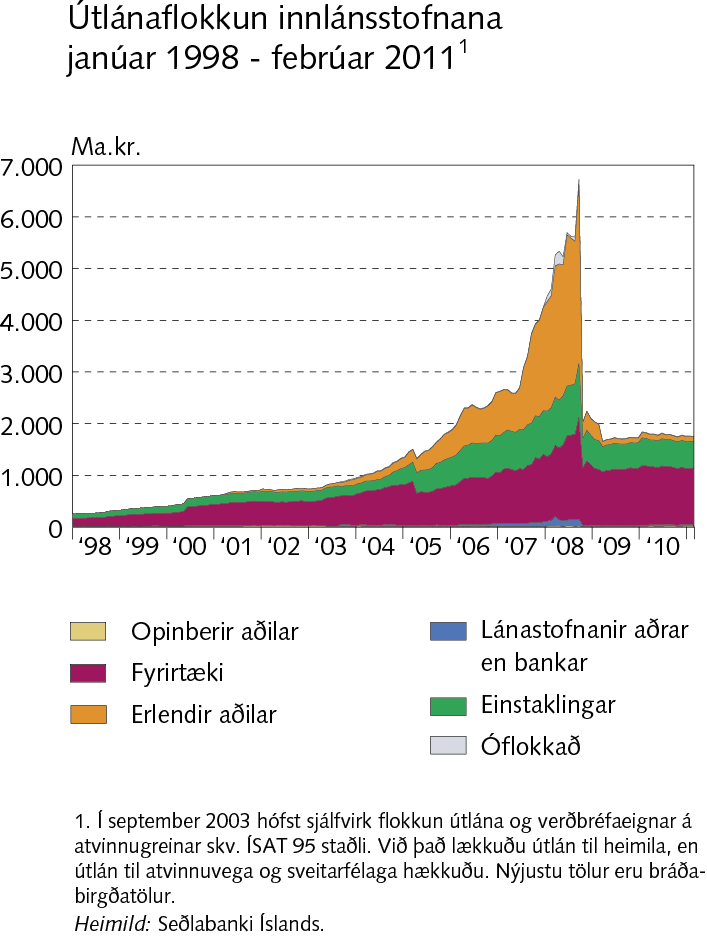 Útlánaflokkun innlánsstofnana
janúar 1998 - febrúar 2011¹
Ma.kr.
7.000
6.000
5.000
4.000
3.000
2.000
1.000
0
'98 '99 '00 '01 '02 '03 '04 '05 '06 '07 '08 '09 '10
Opinberir aðilar
Fyrirtæki
Erlendir aðilar
Lánastofnanir aðrar
en bankar
Einstaklingar
Óflokkað
1. Í september 2003 hófst sjálfvirk flokkun útlána og verðbréfaeignar á
atvinnugreinar skv. ÍSAT 95 staðli. Við það lækkuðu útlán til heimila, en
útlán til atvinnuvega og sveitarfélaga hækkuðu. Nýjustu tölur eru bráða-
birgðatölur.
Heimild: Seðlabanki Íslands.